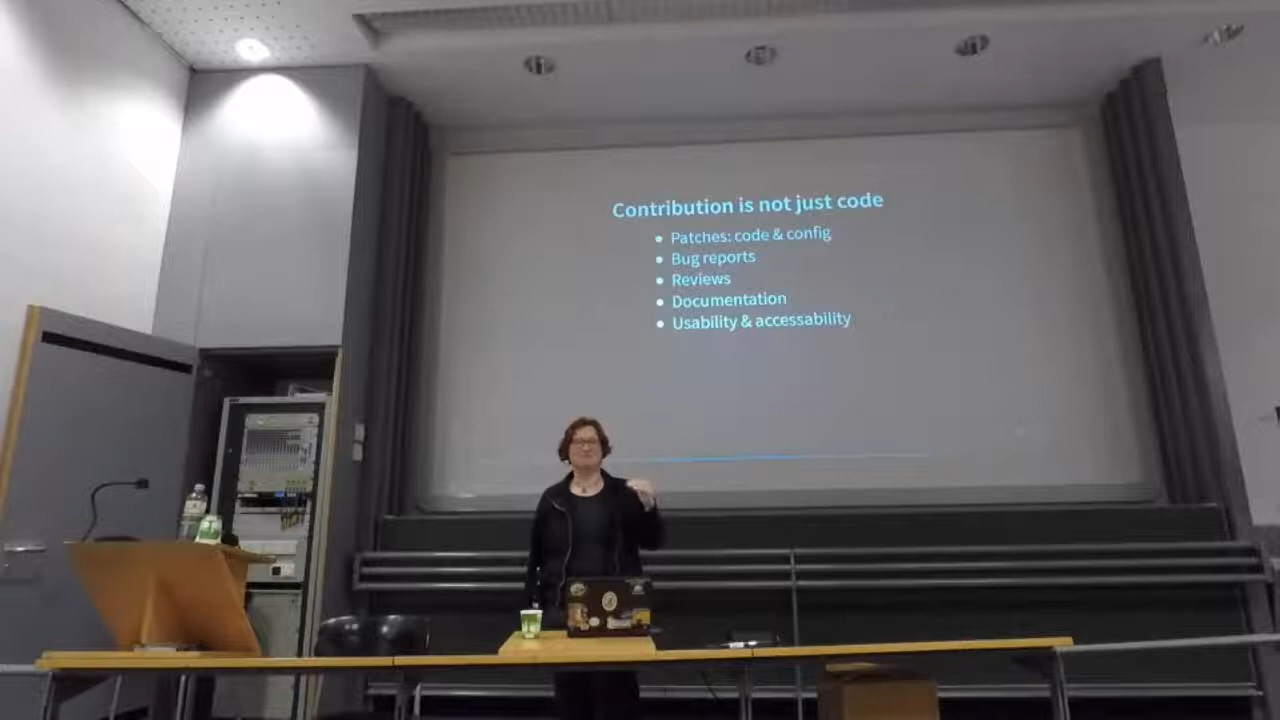 Contribution is not just code
• Patches: code & config
• Bug reports
• Reviews
• Documentation
• Usability & accessability